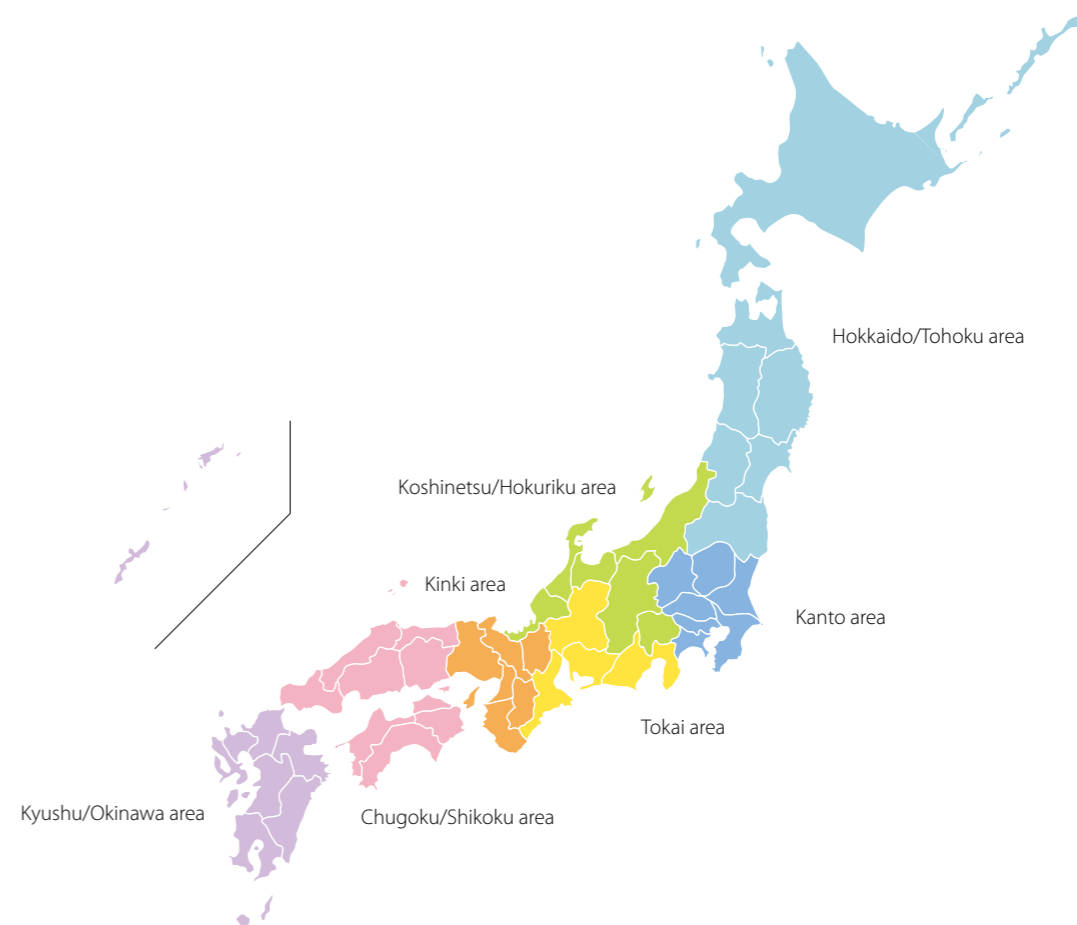 Hokkaido/Tohoku area
Koshinetsu/Hokuriku area
Kinki area
Kanto area
Tokai area
Kyushu/Okinawa area
Chugoku/Shikoku area